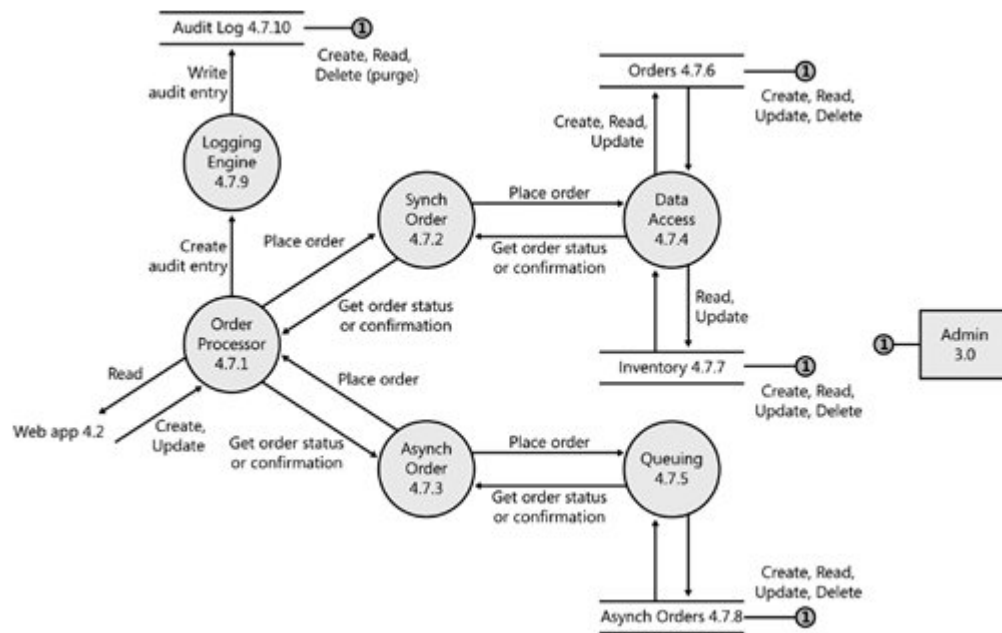 Audit Log 4.7.10
1
Create, Read,
Delete (purge)
Write
audit entry
Logging
Engine
4.7.9
Create
audit entry
Order
Processor
4.7.1
Read
Web app 4.2
Create,
Update
Place order
Get order status
or confirmation
Synch
Order
4.7.2
Place order
Get order status
or confirmation
Asynch
Order
4.7.3
Place order
Get order status
or confirmation
Data
Access
4.7.4
Create, Read,
Update
Orders 4.7.6
1
Create, Read,
Update, Delete
Read,
Update
Inventory 4.7.7
1
Create, Read,
Update, Delete
Place order
Get order status
or confirmation
Queuing
4.7.5
Create, Read,
Update, Delete
Asynch Orders 4.7.8
1
1
Admin
3.0